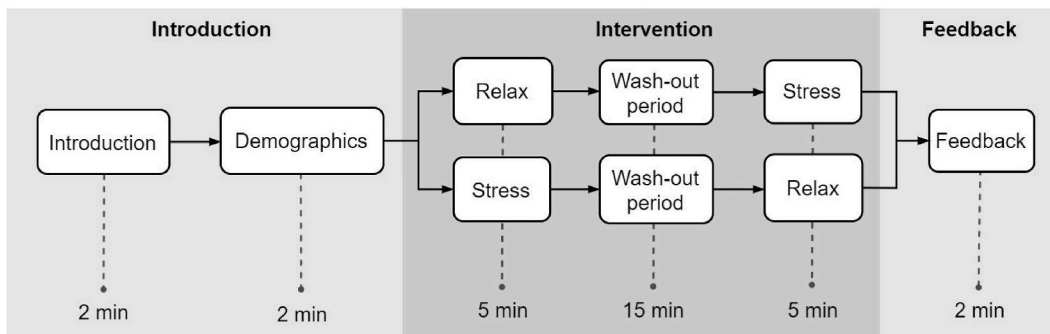 Introduction
Intervention
Feedback
Relax
Wash-out
period
Stress
Introduction
Demographics
Feedback
Stress
Wash-out
period
Relax
2 min
2 min
5 min
15 min
5 min
2 min